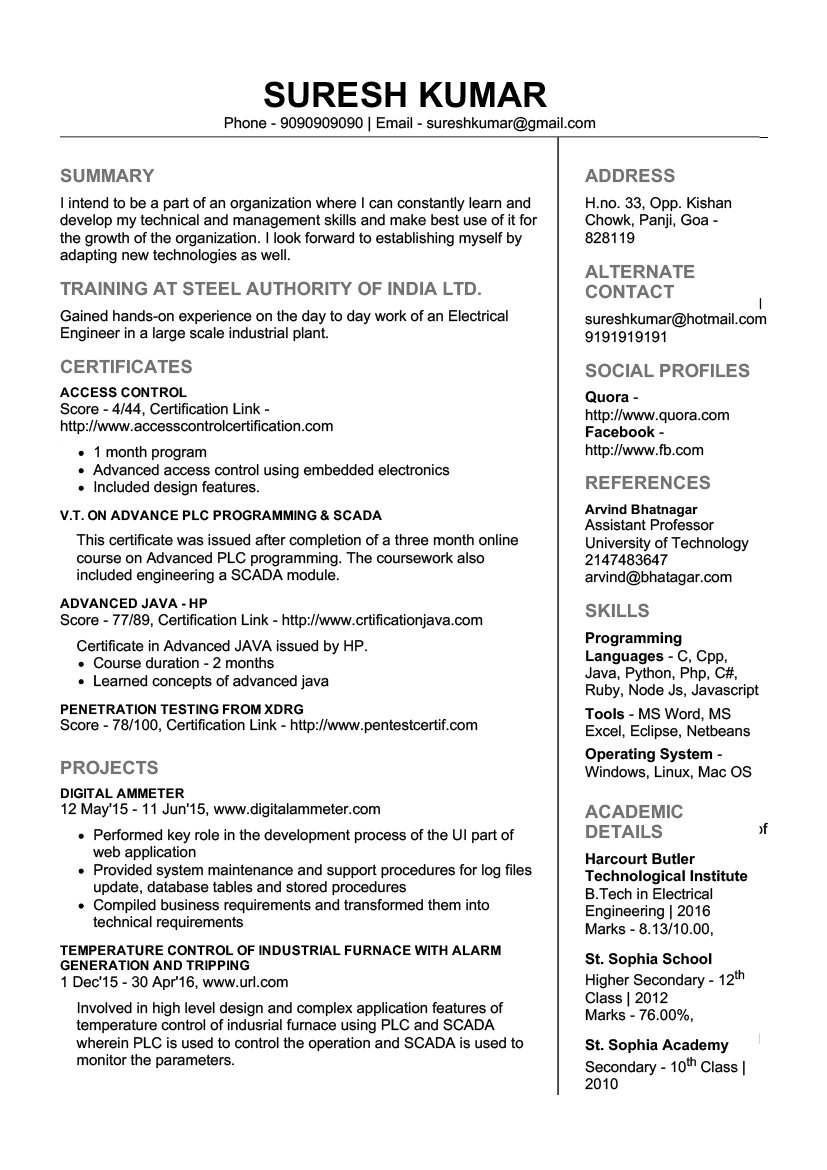 SURESH KUMAR
Phone - 9090909090 | Email - sureshkumar@gmail.com
SUMMARY
I intend to be a part of an organization where I can constantly learn and
develop my technical and management skills and make best use of it for
the growth of the organization. I look forward to establishing myself by
adapting new technologies as well.
TRAINING AT STEEL AUTHORITY OF INDIA LTD.
Gained hands-on experience on the day to day work of an Electrical
Engineer in a large scale industrial plant.
CERTIFICATES
ACCESS CONTROL
Score - 4/44, Certification Link -
http://www.accesscontrolcertification.com
• 1 month program
• Advanced access control using embedded electronics
• Included design features.
V.T. ON ADVANCE PLC PROGRAMMING & SCADA
This certificate was issued after completion of a three month online
course on Advanced PLC programming. The coursework also
included engineering a SCADA module.
ADVANCED JAVA - HP
Score - 77/89, Certification Link - http://www.crtificationjava.com
Certificate in Advanced JAVA issued by HP.
• Course duration - 2 months
• Learned concepts of advanced java
PENETRATION TESTING FROM XDRG
Score - 78/100, Certification Link - http://www.pentestcertif.com
PROJECTS
DIGITAL AMMETER
12 May'15 - 11 Jun'15, www.digitalammeter.com
• Performed key role in the development process of the UI part of
web application
• Provided system maintenance and support procedures for log files
update, database tables and stored procedures
• Compiled business requirements and transformed them into
technical requirements
TEMPERATURE CONTROL OF INDUSTRIAL FURNACE WITH ALARM
GENERATION AND TRIPPING
1 Dec'15 - 30 Apr'16, www.url.com
Involved in high level design and complex application features of
temperature control of indusrial furnace using PLC and SCADA
wherein PLC is used to control the operation and SCADA is used to
monitor the parameters.
ADDRESS
H.no. 33, Opp. Kishan
Chowk, Panji, Goa -
828119
ALTERNATE
CONTACT
sureshkumar@hotmail.com
9191919191
SOCIAL PROFILES
Quora -
http://www.quora.com
Facebook -
http://www.fb.com
REFERENCES
Arvind Bhatnagar
Assistant Professor
University of Technology
2147483647
arvind@bhatagar.com
SKILLS
Programming
Languages - C, Cpp,
Java, Python, Php, C#,
Ruby, Node Js, Javascript
Tools - MS Word, MS
Excel, Eclipse, Netbeans
Operating System -
Windows, Linux, Mac OS
ACADEMIC
DETAILS
Harcourt Butler
Technological Institute
B.Tech in Electrical
Engineering | 2016
Marks - 8.13/10.00,
St. Sophia School
Higher Secondary - 12th
Class | 2012
Marks - 76.00%,
St. Sophia Academy
Secondary - 10th Class |
2010